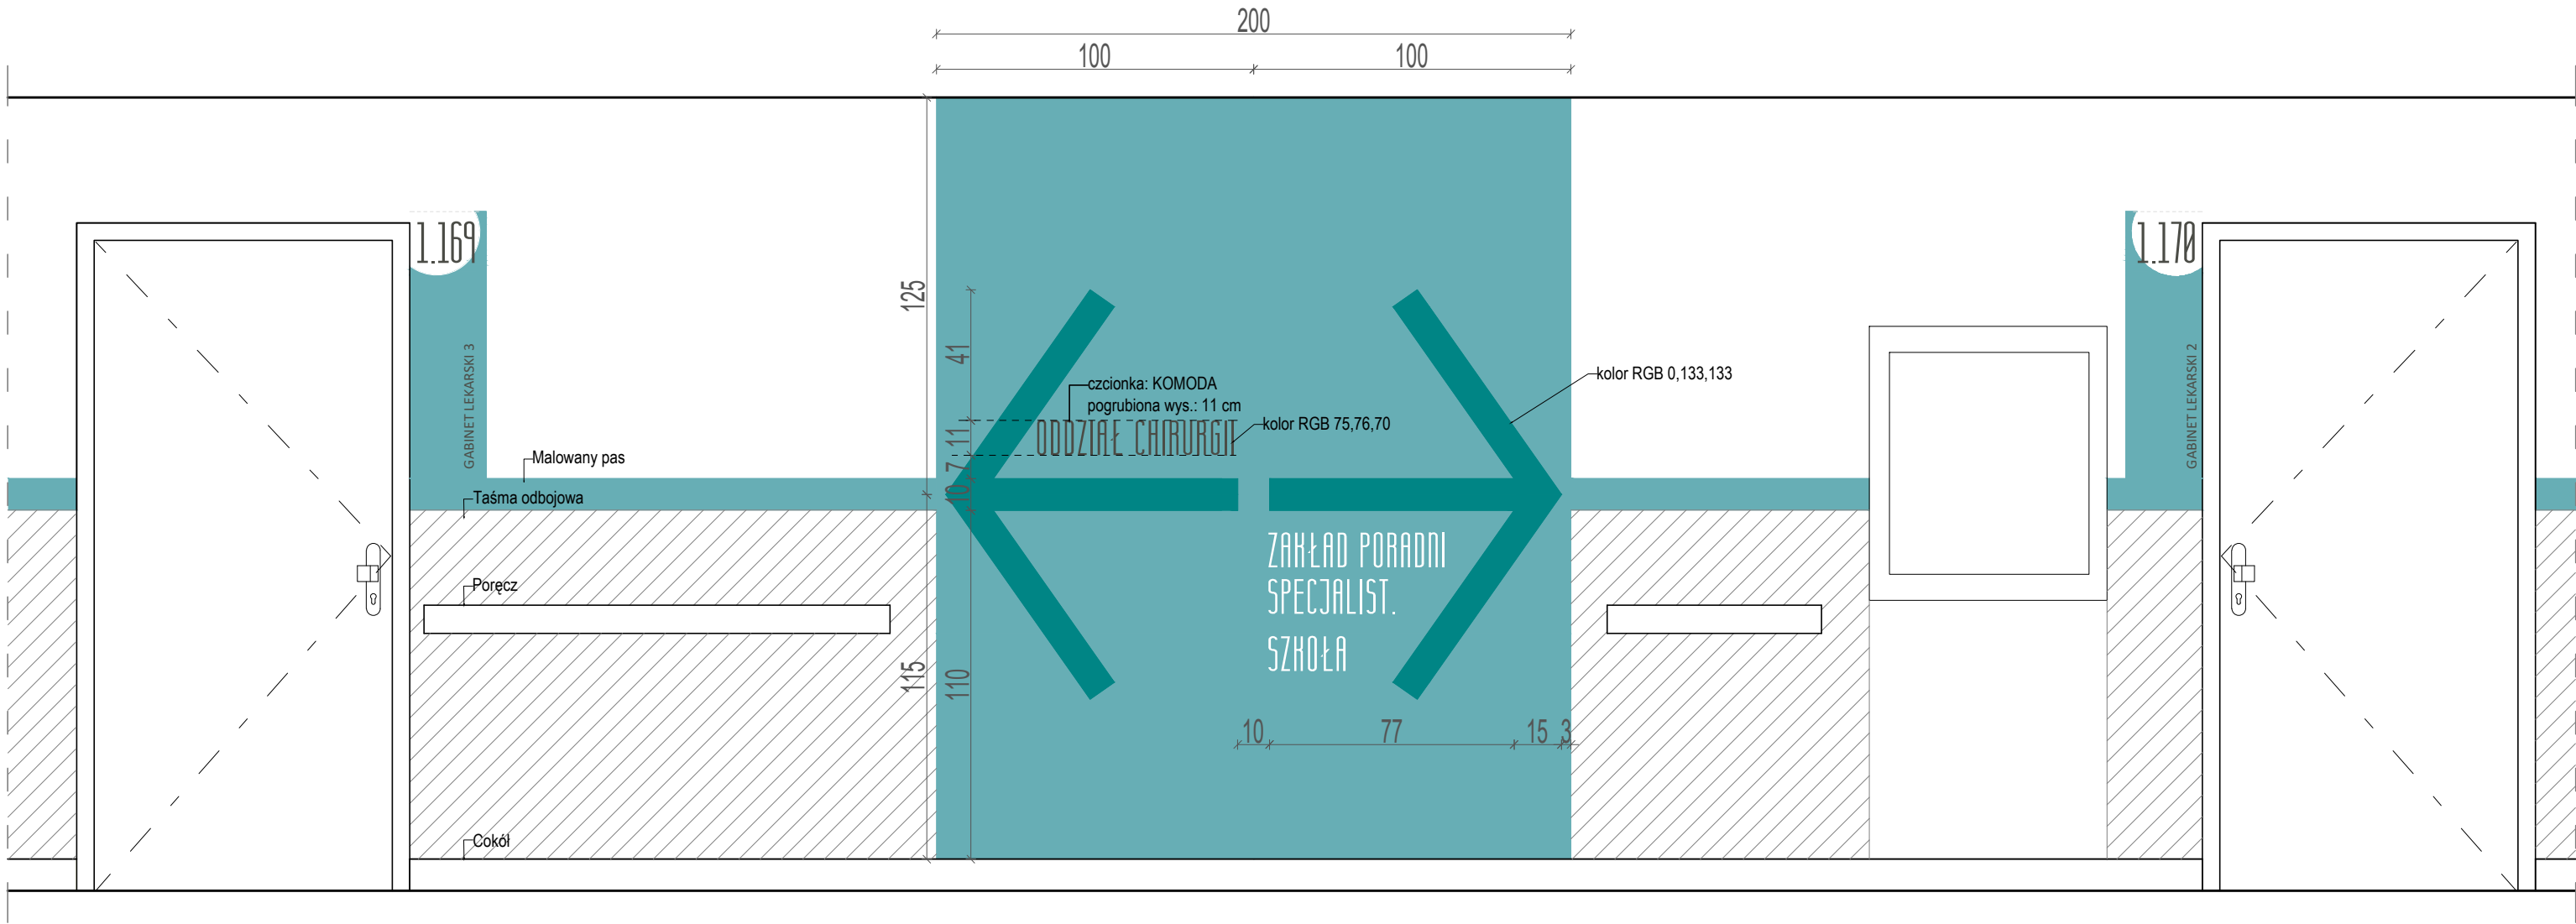 200
100
100
1.169
1.170
125
41
GABINET LEKARSKI 3
GABINET LEKARSKI 2
kolor RGB 0,133,133
czcionka: KOMODA
pogrubiona wys.: 11 cm
kolor RGB 75,76,70
ODDZIAŁ CHIRURGII
11
7
10
Malowany pas
Taśma odbojowa
ZAKŁAD PORADNI
SPECJALIST.
SZKOŁA
Poręcz
115
110
10
77
15
3
Cokół